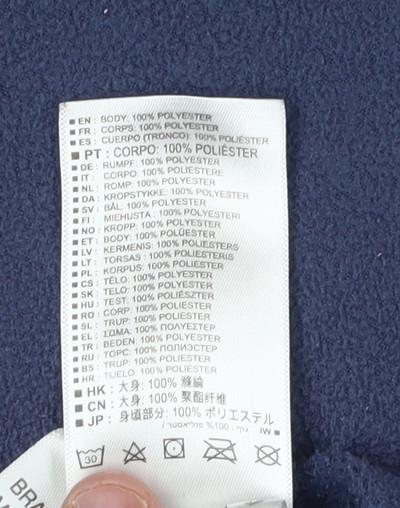 EN : BODY: 100% POLYESTER
FR : CORPS: 100% POLYESTER
ES : CUERPO (TRONCO): 100% POLIÉSTER
PT : CORPO: 100% POLIÉSTER
DE : RUMPF: 100% POLYESTER
IT : CORPO: 100% POLIESTERE
NL : ROMP: 100% POLYESTER
DA : KROPSTYKKE: 100% POLYESTER
SV : BÅL: 100% POLYESTER
FI : MIEHUSTA : 100% POLYESTERI
NO : KROPP: 100% POLYESTER
ET : BODY: 100% POLÜESTER
LV : KERMENIS: 100% POLIESTERS
LT : TORSAS : 100% POLIESTERIS
PL : KORPUS: 100% POLIESTER
CS : TĚLO: 100% POLYESTER
SK : TELO: 100% POLYESTER
HU : TEST: 100% POLIÉSZTER
RO : CORP: 100% POLIESTER
SL : TRUP: 100% POLIESTER
EL : ΣΩΜΑ: 100% ΠΟΛΥΕΣΤΕΡ
TR : BEDEN: 100% POLYESTER
RU : ТОРС: 100% ПОЛИЭСТЕР
BS : TRUP: 100% POLIESTER
HR : TIJELO: 100% POLIESTER
HK : 大身: 100% 滌綸
CN : 大身: 100% 聚酯纤维
JP : 身頃部分: 100% ポリエステル
IW : גוף : 100% פוליאסטר
30
BRA